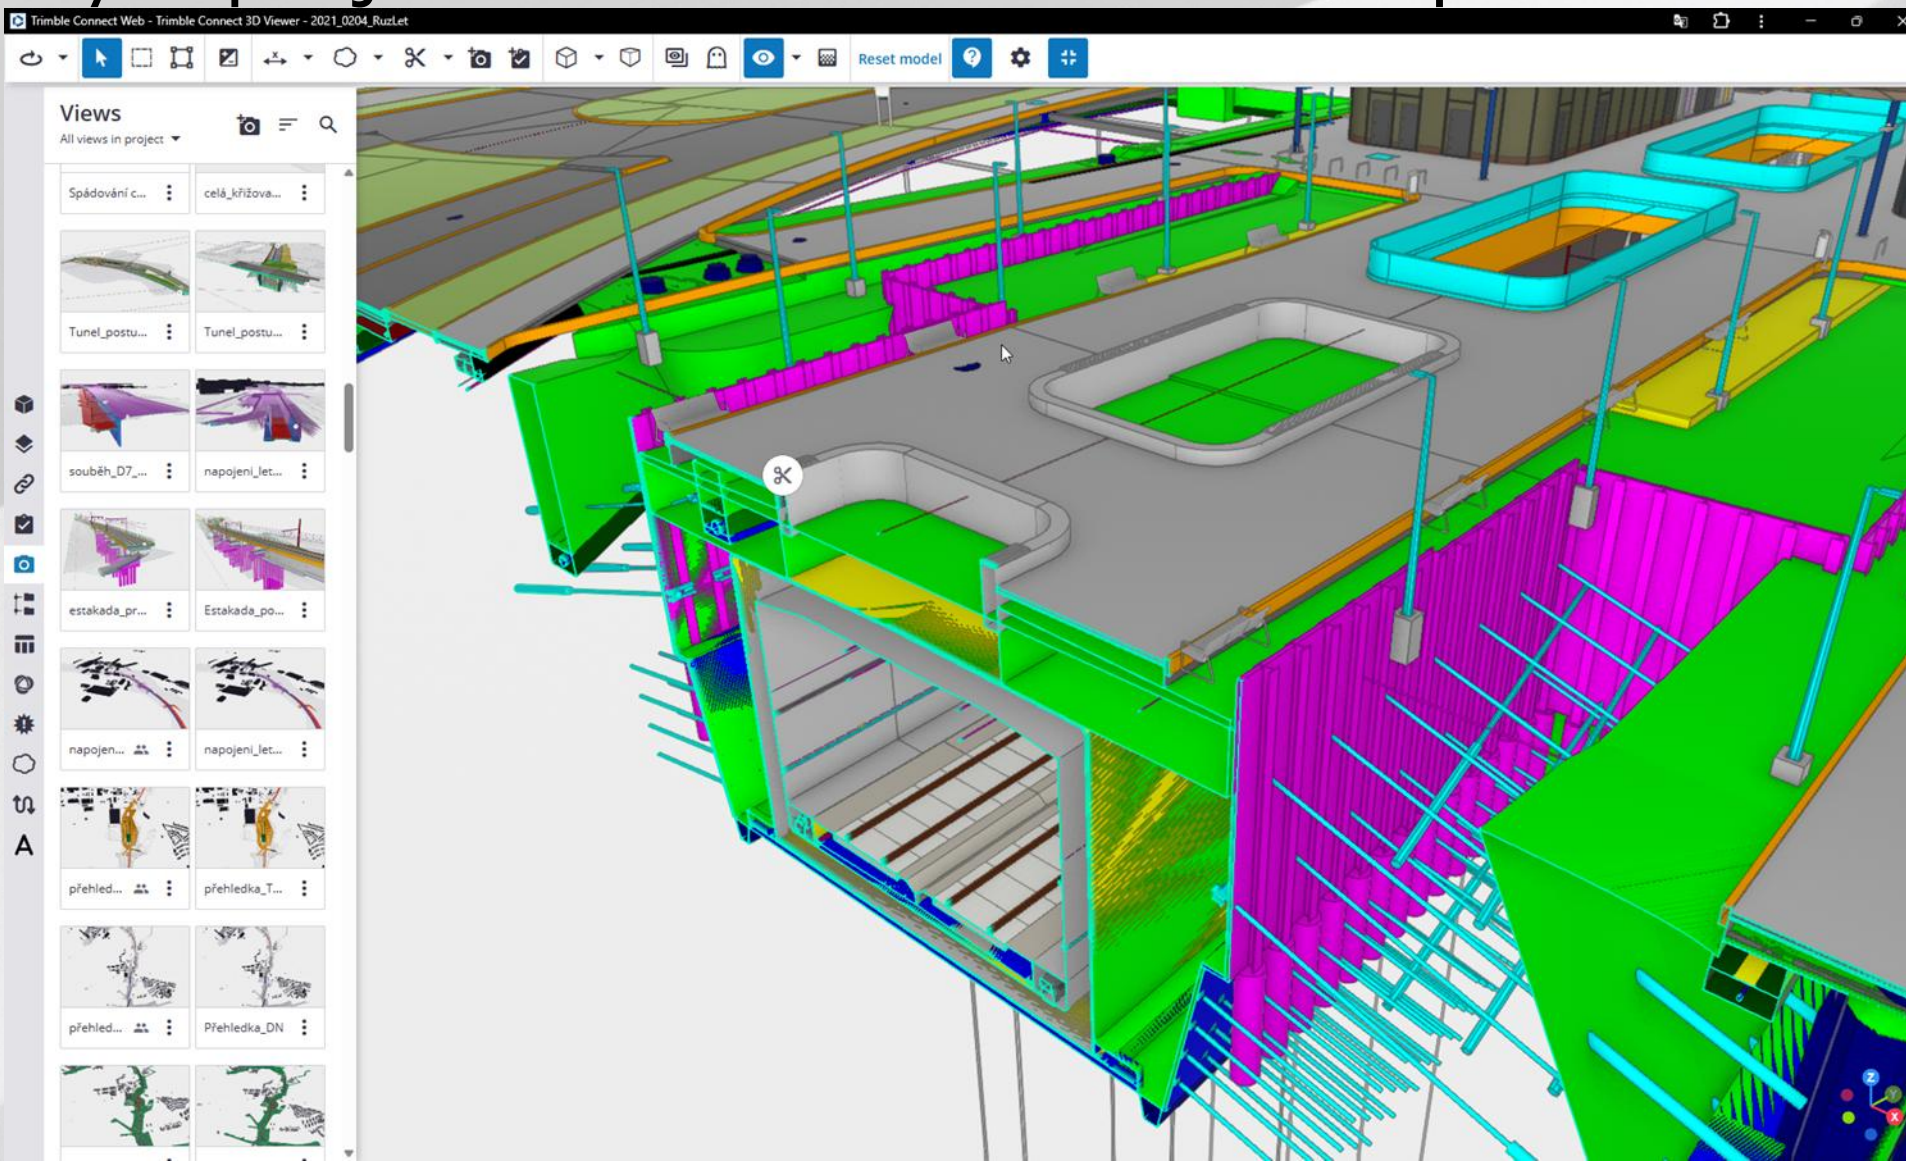 Trimble Connect Web - Trimble Connect 3D Viewer - 2021_0204_RuzLet
Reset model
Views
All views in project
Spádování c...
celá_křižova...
Tunel_postu...
Tunel_postu...
souběh_D7_...
napojeni_let...
estakada_pr...
Estakada_po...
napojen...
napojeni_let...
přehled...
přehledka_T...
přehled...
Přehledka_DN
A
Z
Y
X